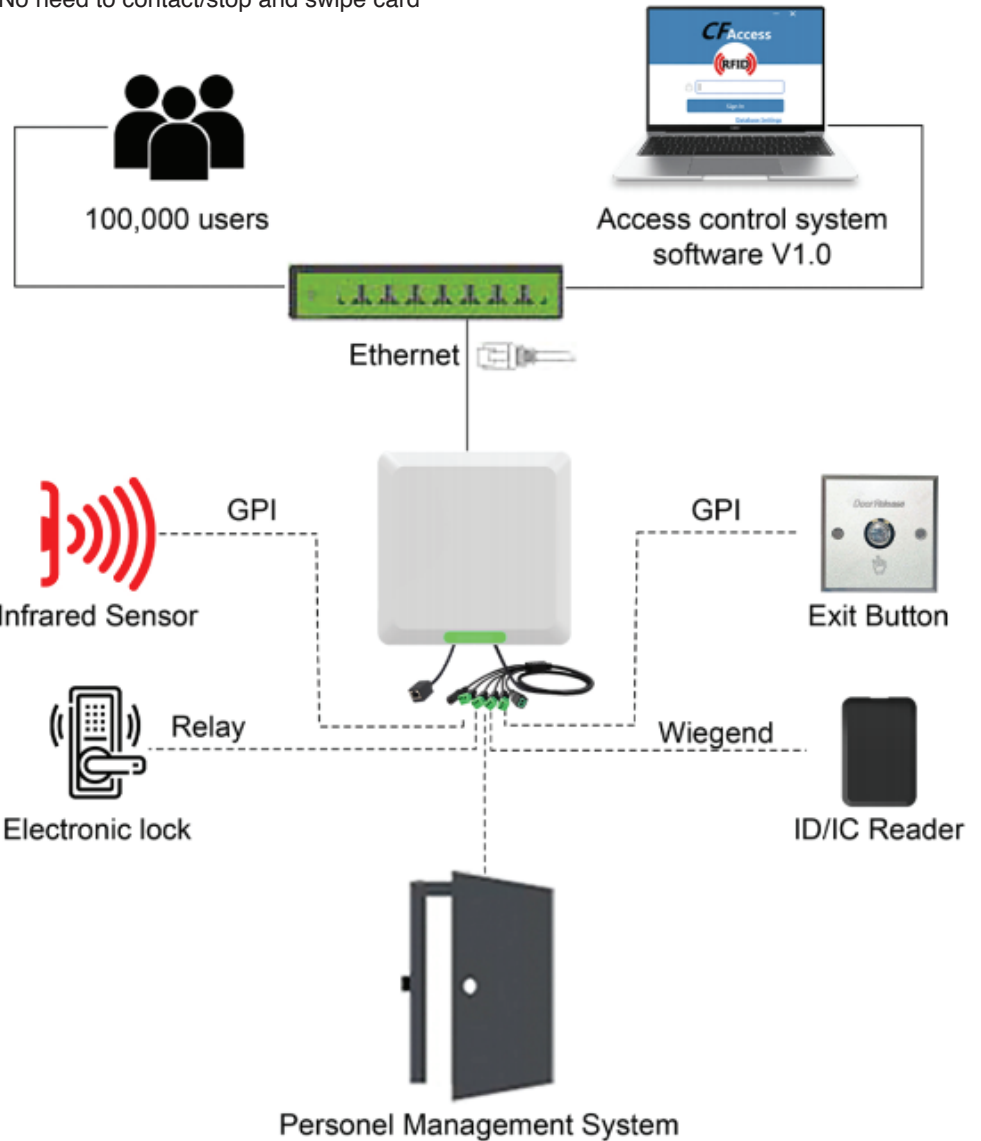 No need to contact/stop and swipe card
CFAccess
RFID
Sign In
Database Settings
100,000 users
Access control system
software V1.0
Ethernet
GPI
GPI
Door Release
Infrared Sensor
Exit Button
Relay
Wiegend
Electronic lock
ID/IC Reader
Personel Management System